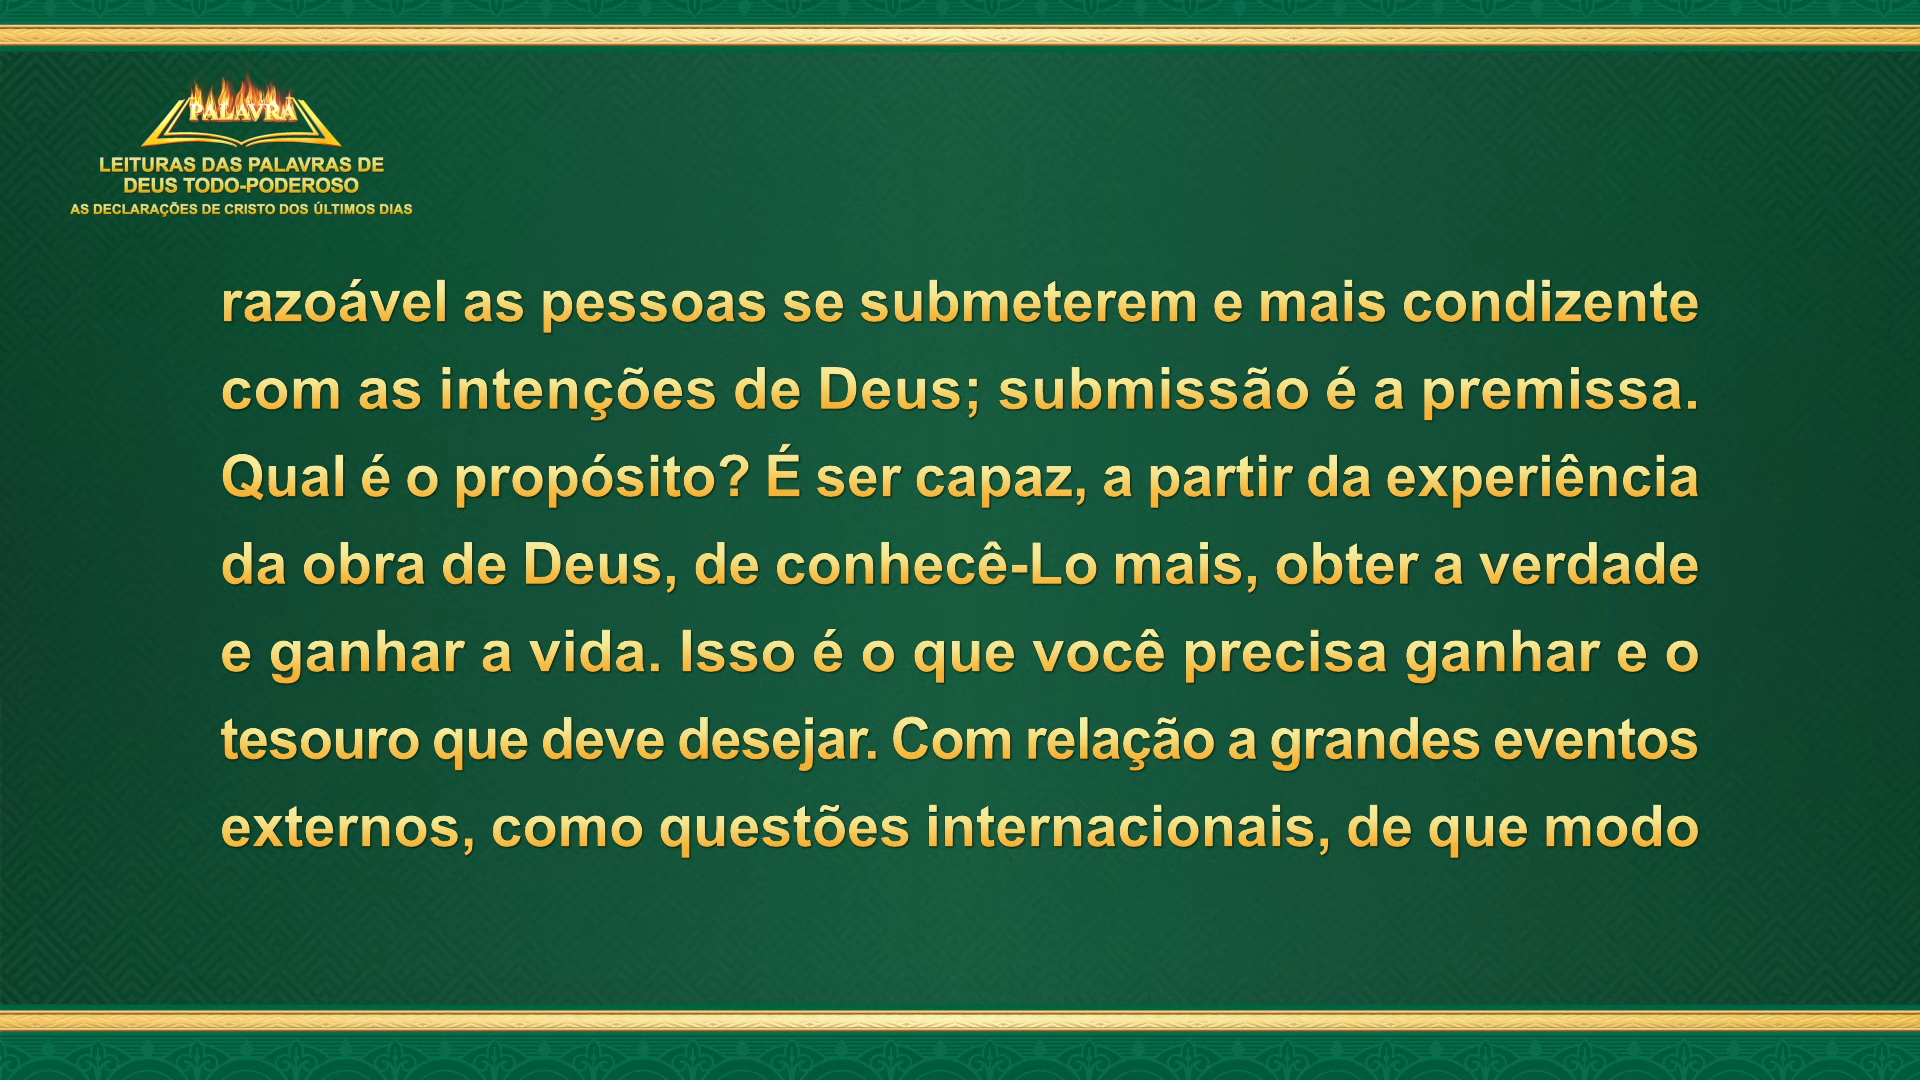 PALAVRA
LEITURAS DAS PALAVRAS DE
DEUS TODO-PODEROSO
AS DECLARAÇÕES DE CRISTO DOS ÚLTIMOS DIAS
razoável as pessoas se submeterem e mais condizente
com as intenções de Deus; submissão é a premissa.
Qual é o propósito? É ser capaz, a partir da experiência
da obra de Deus, de conhecê-Lo mais, obter a verdade
e ganhar a vida. Isso é o que você precisa ganhar e o
tesouro que deve desejar. Com relação a grandes eventos
externos, como questões internacionais, de que modo